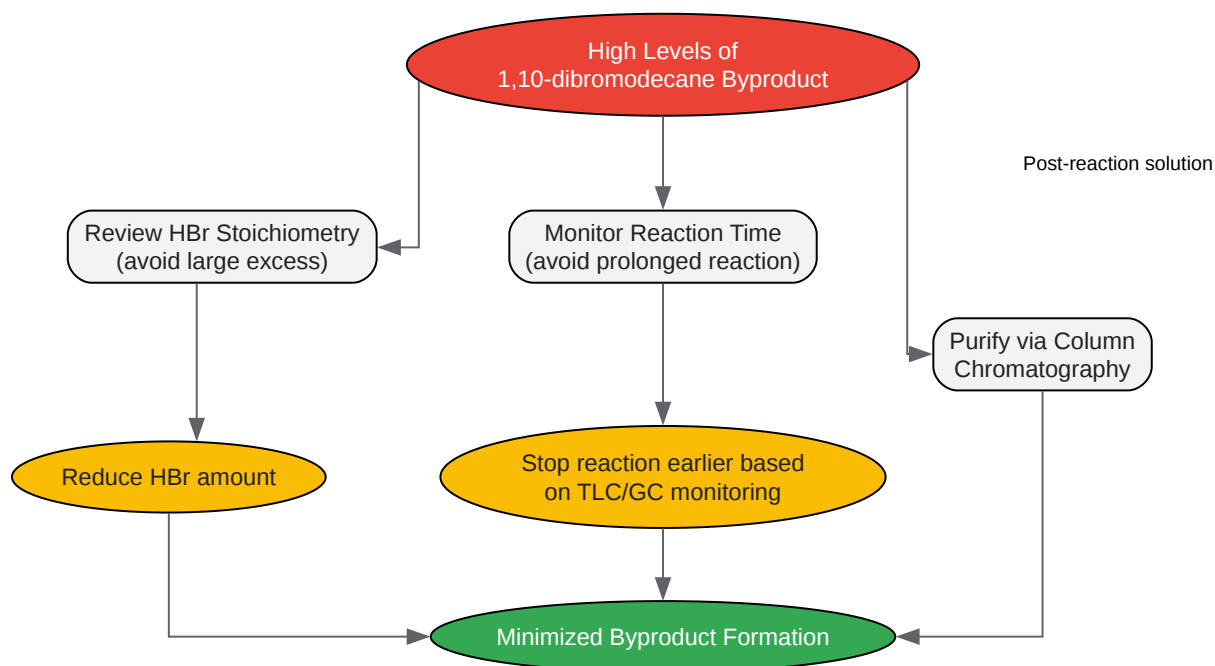 High Levels of
1,10-dibromodecane Byproduct
Post-reaction solution
Review HBr Stoichiometry
(avoid large excess)
Monitor Reaction Time
(avoid prolonged reaction)
Purify via Column
Chromatography
Reduce HBr amount
Stop reaction earlier based
on TLC/GC monitoring
Minimized Byproduct Formation